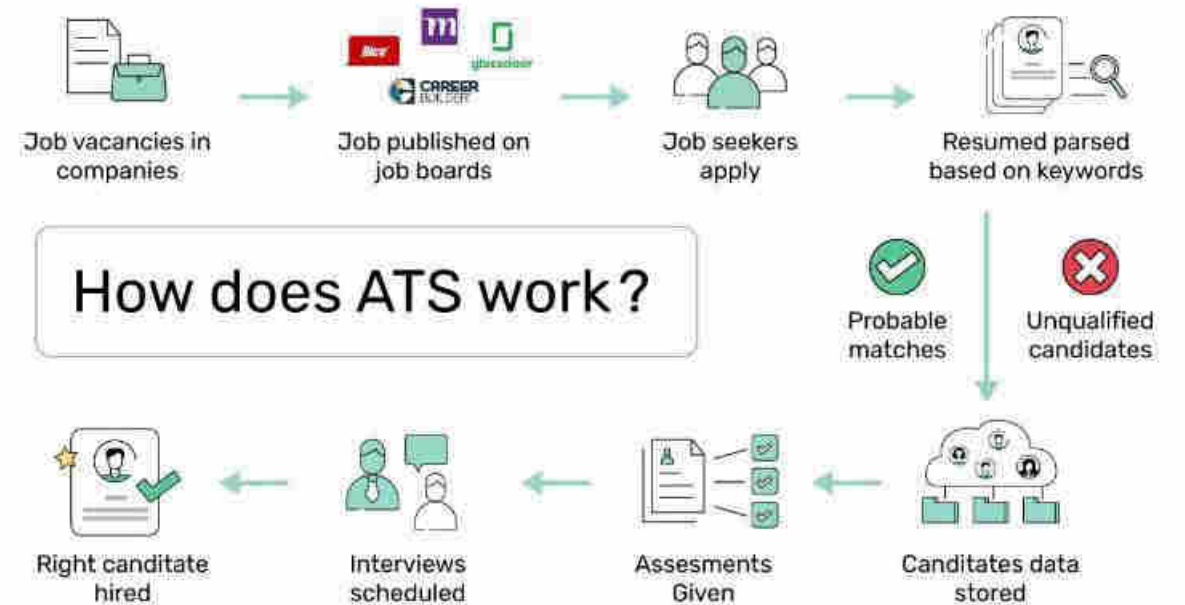 m
glassdoor
CAREER
BUILDER
Job vacancies in
companies
Job published on
job boards
Job seekers
apply
Resumed parsed
based on keywords
How does ATS work?
Probable
matches
Unqualified
candidates
Right canditate
hired
Interviews
scheduled
Assesments
Given
Canditates data
stored